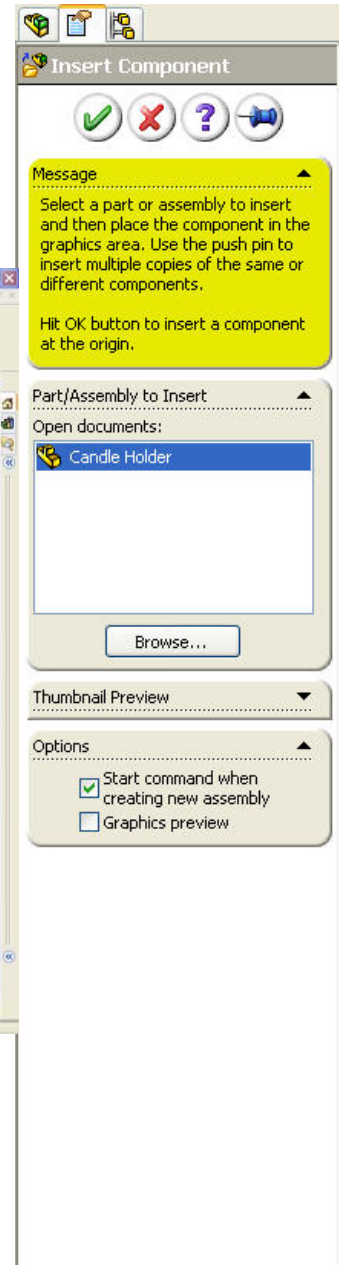 Insert Component
?
Message
Select a part or assembly to insert
and then place the component in the
graphics area. Use the push pin to
insert multiple copies of the same or
different components.
Hit OK button to insert a component
at the origin.
Part/Assembly to Insert
Open documents:
Candle Holder
Browse...
Thumbnail Preview
Options
Start command when
creating new assembly
Graphics preview